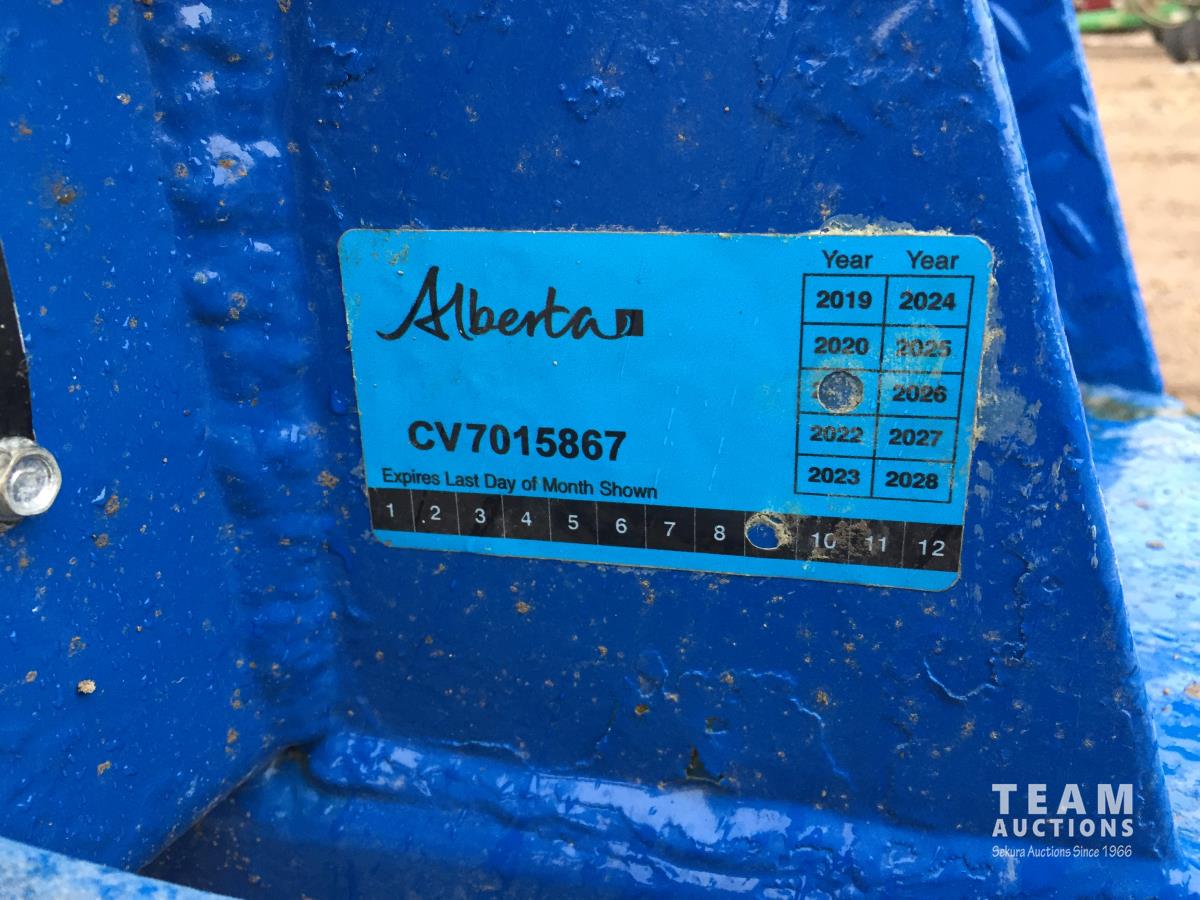 Alberta
CV7015867
Expires Last Day of Month Shown
Year Year
2019 2024
2020 2025
2026
2022 2027
2023 2028
1 2 3 4 5 6 7 8 10 11 12
TEAM
AUCTIONS
Sekura Auctions Since 1966